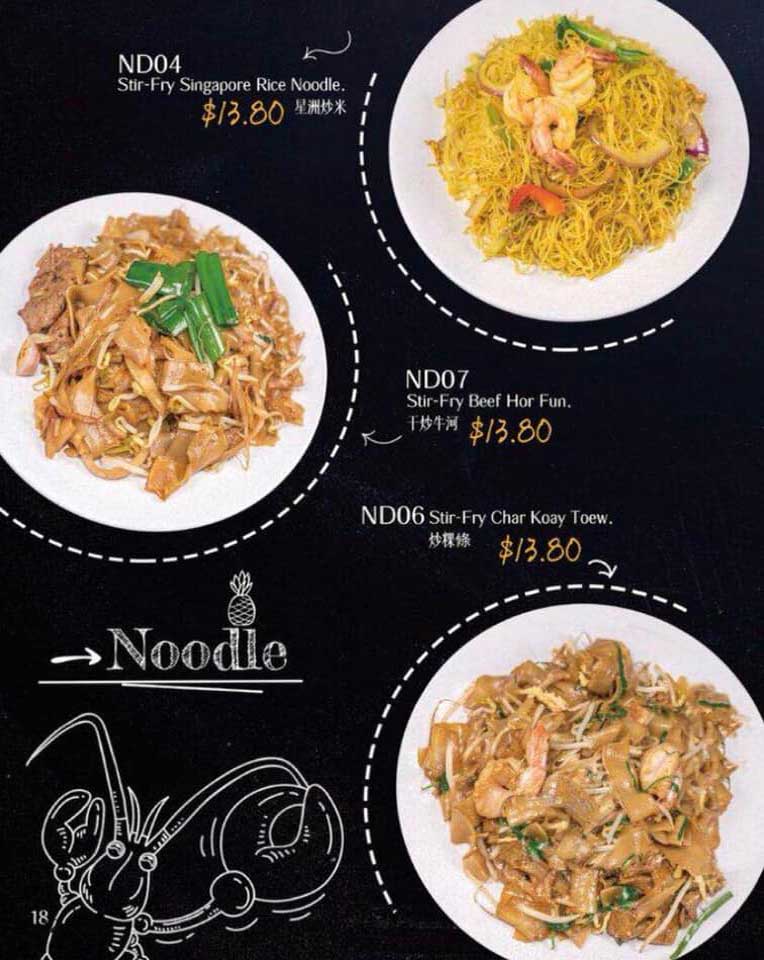 ND04
Stir-Fry Singapore Rice Noodle.
$13.80 星洲炒米
ND07
Stir-Fry Beef Hor Fun.
干炒牛河 $13.80
ND06 Stir-Fry Char Koay Toew.
炒粿條 $13.80
Noodle
18